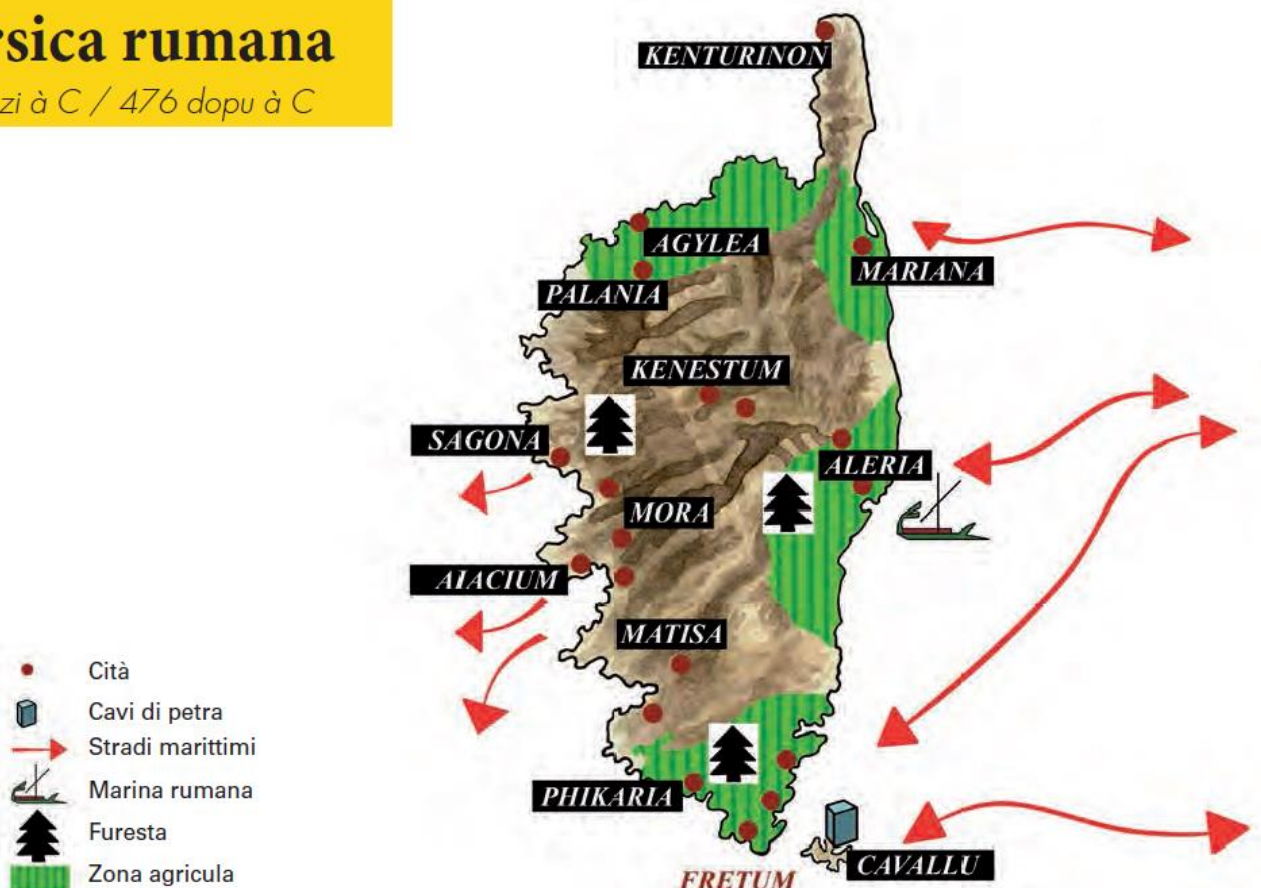 rsica rumana
zi à C / 476 dopu à C
KENTURINON
AGYLEA
MARIANA
PALANIA
KENESTUM
SAGONA
ALERIA
MORA
AIACIUM
MATISA
PHIKARIA
CAVALLU
FRETUM
Cità
Cavi di petra
Stradi marittimi
Marina rumana
Furesta
Zona agricula